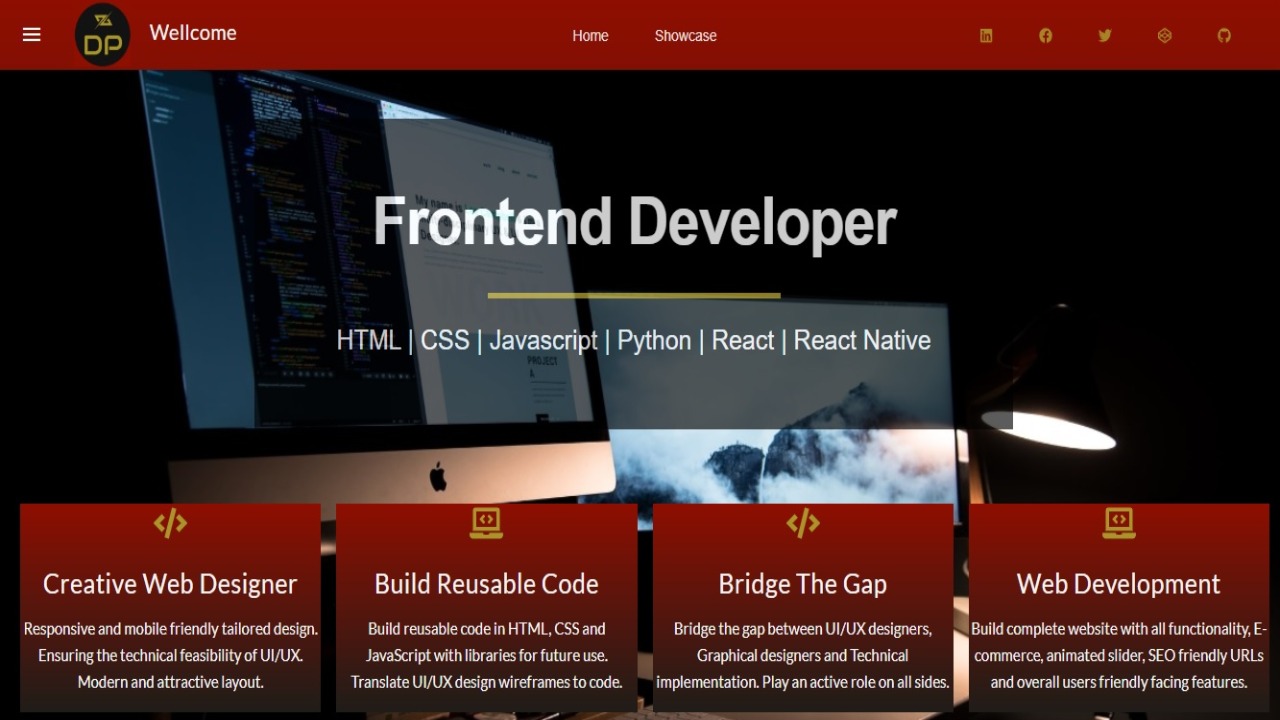 DP
Wellcome
Home
Showcase
Frontend Developer
HTML | CSS | Javascript | Python | React | React Native
PROJECT
A
Creative Web Designer
Responsive and mobile friendly tailored design.
Ensuring the technical feasibility of UI/UX.
Modern and attractive layout.
Build Reusable Code
Build reusable code in HTML, CSS and
JavaScript with libraries for future use.
Translate UI/UX design wireframes to code.
Bridge The Gap
Bridge the gap between UI/UX designers,
Graphical designers and Technical
implementation. Play an active role on all sides.
Web Development
Build complete website with all functionality, E-
commerce, animated slider, SEO friendly URLs
and overall users friendly facing features.